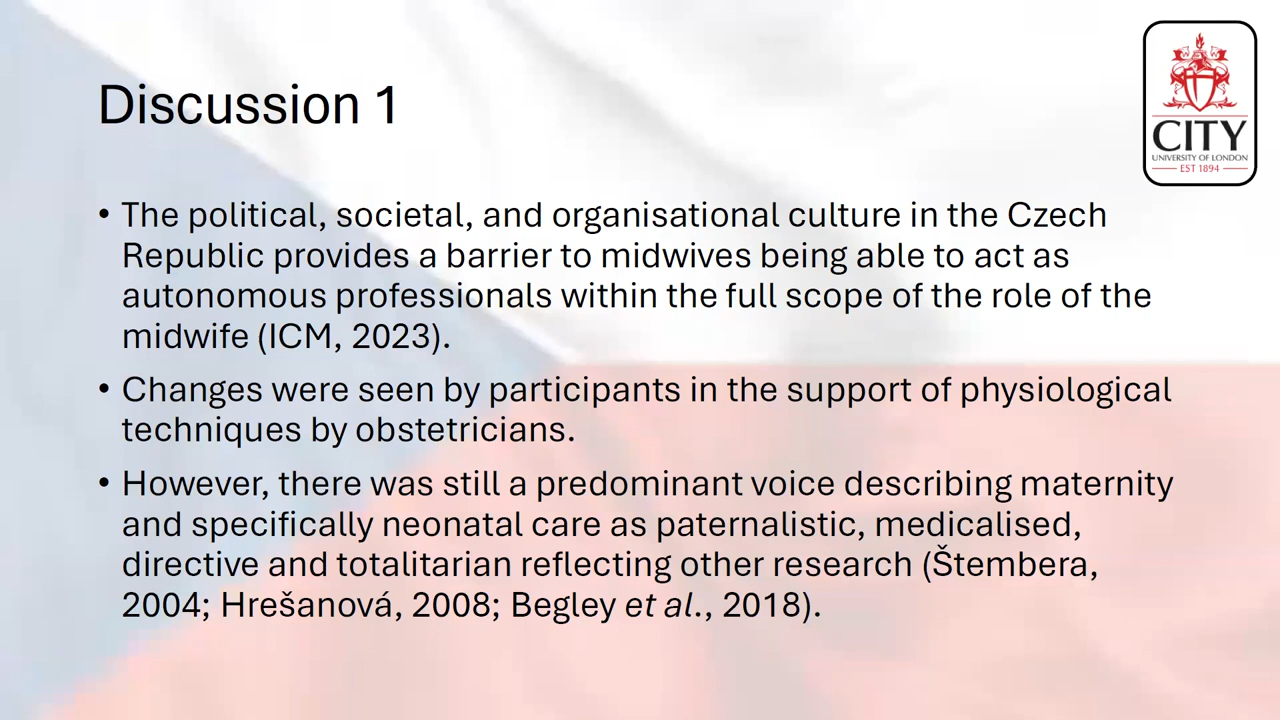 Discussion 1
CITY
UNIVERSITY OF LONDON
EST 1894
• The political, societal, and organisational culture in the Czech
Republic provides a barrier to midwives being able to act as
autonomous professionals within the full scope of the role of the
midwife (ICM, 2023).
• Changes were seen by participants in the support of physiological
techniques by obstetricians.
• However, there was still a predominant voice describing maternity
and specifically neonatal care as paternalistic, medicalised,
directive and totalitarian reflecting other research (Štembera,
2004; Hrešanová, 2008; Begley et al., 2018).